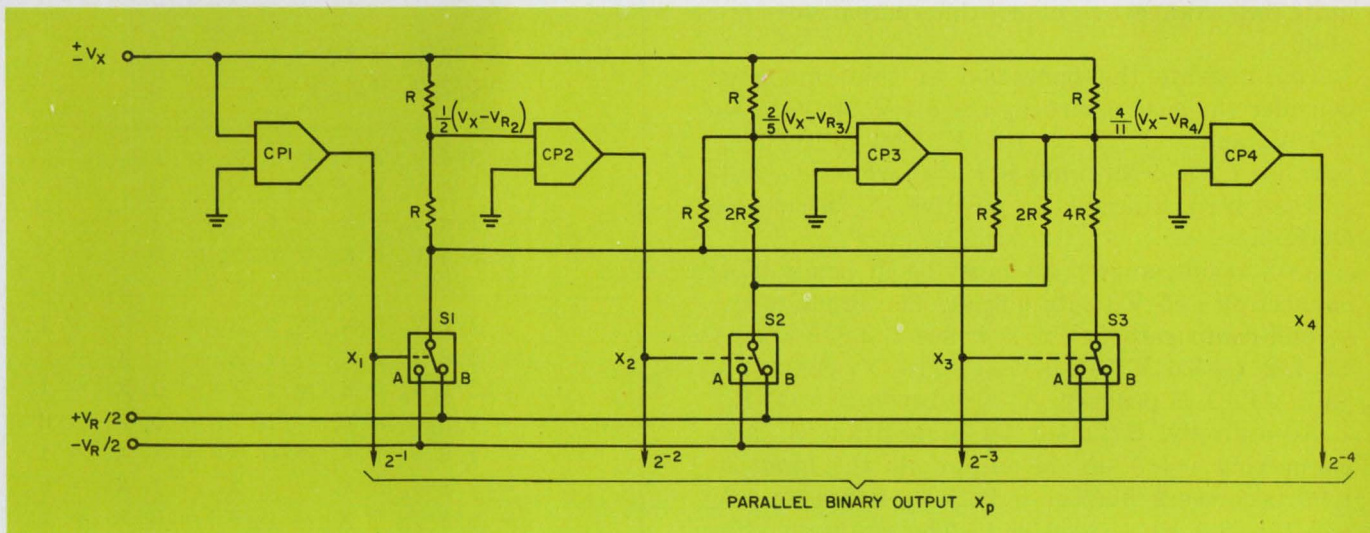 ± Vx
R
R
R
½(Vx−VR2)
⅖(Vx−VR3)
4/11(Vx−VR4)
CP1
CP2
CP3
CP4
R
R
2R
R
2R
4R
S1
S2
S3
X1
X2
X3
X4
A
B
A
B
A
B
+VR/2
−VR/2
2⁻¹
2⁻²
2⁻³
2⁻⁴
PARALLEL BINARY OUTPUT Xp